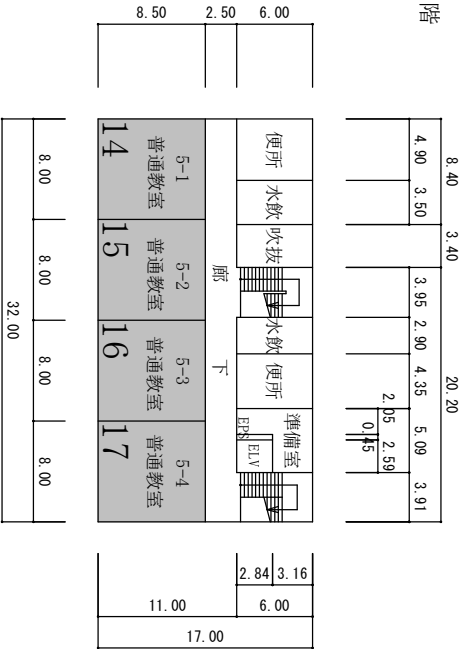 階
8.50
2.50
6.00
便所
水飲
吹抜
水飲
便所
準備室
EPS
ELV
廊
下
5-1
普通教室
14
5-2
普通教室
15
5-3
普通教室
16
5-4
普通教室
17
8.40
3.40
20.20
4.90
3.50
3.95
2.90
4.35
5.09
3.91
2.05
0.45
2.59
8.00
8.00
8.00
8.00
32.00
2.84
3.16
11.00
6.00
17.00